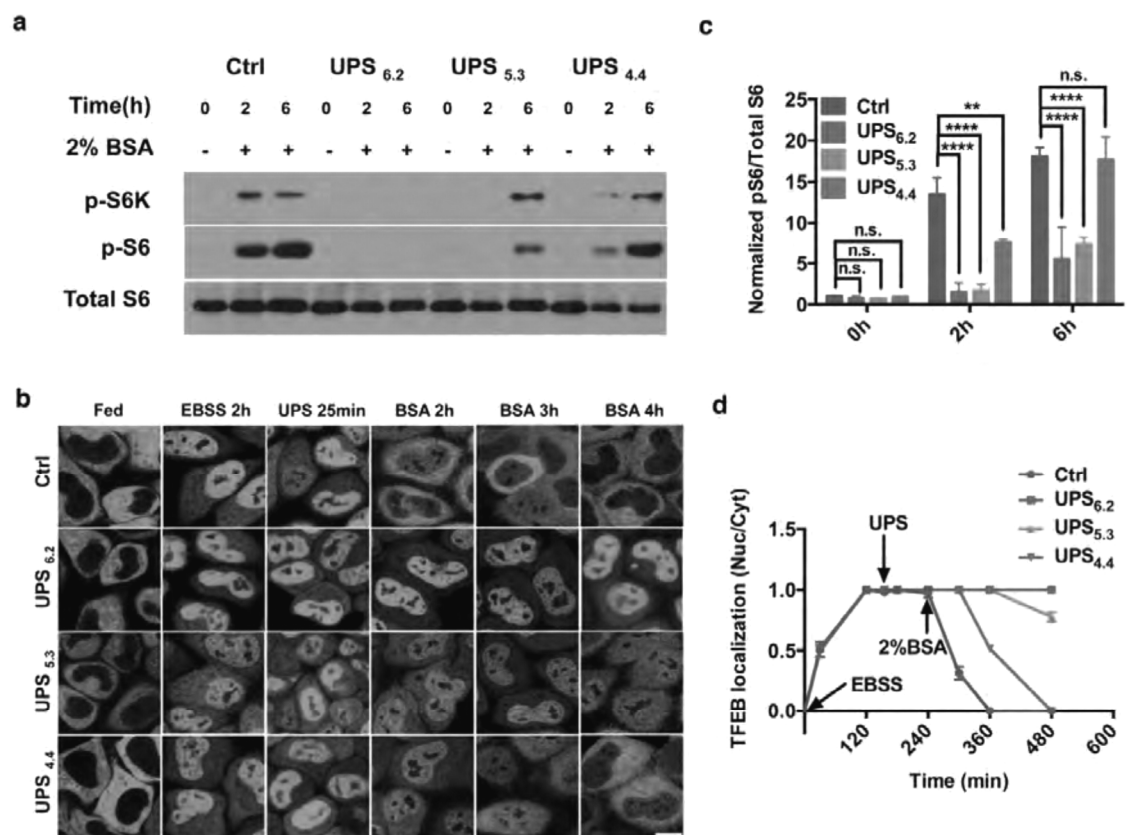 a
Ctrl UPS 6.2 UPS 5.3 UPS 4.4
Time(h) 0 2 6 0 2 6 0 2 6 0 2 6
2% BSA - + + - + + - + + - + +
p-S6K
p-S6
Total S6
b
Fed EBSS 2h UPS 25min BSA 2h BSA 3h BSA 4h
Ctrl
UPS 6.2
UPS 5.3
UPS 4.4
c
Normalized pS6/Total S6
25
20
15
10
5
0
Ctrl
UPS6.2
UPS5.3
UPS4.4
n.s.
n.s.
n.s.
**
****
****
n.s.
****
****
0h 2h 6h
d
TFEB localization (Nuc/Cyt)
1.5
1.0
0.5
0.0
Ctrl
UPS6.2
UPS5.3
UPS4.4
UPS
2%BSA
EBSS
120 240 360 480 600
Time (min)